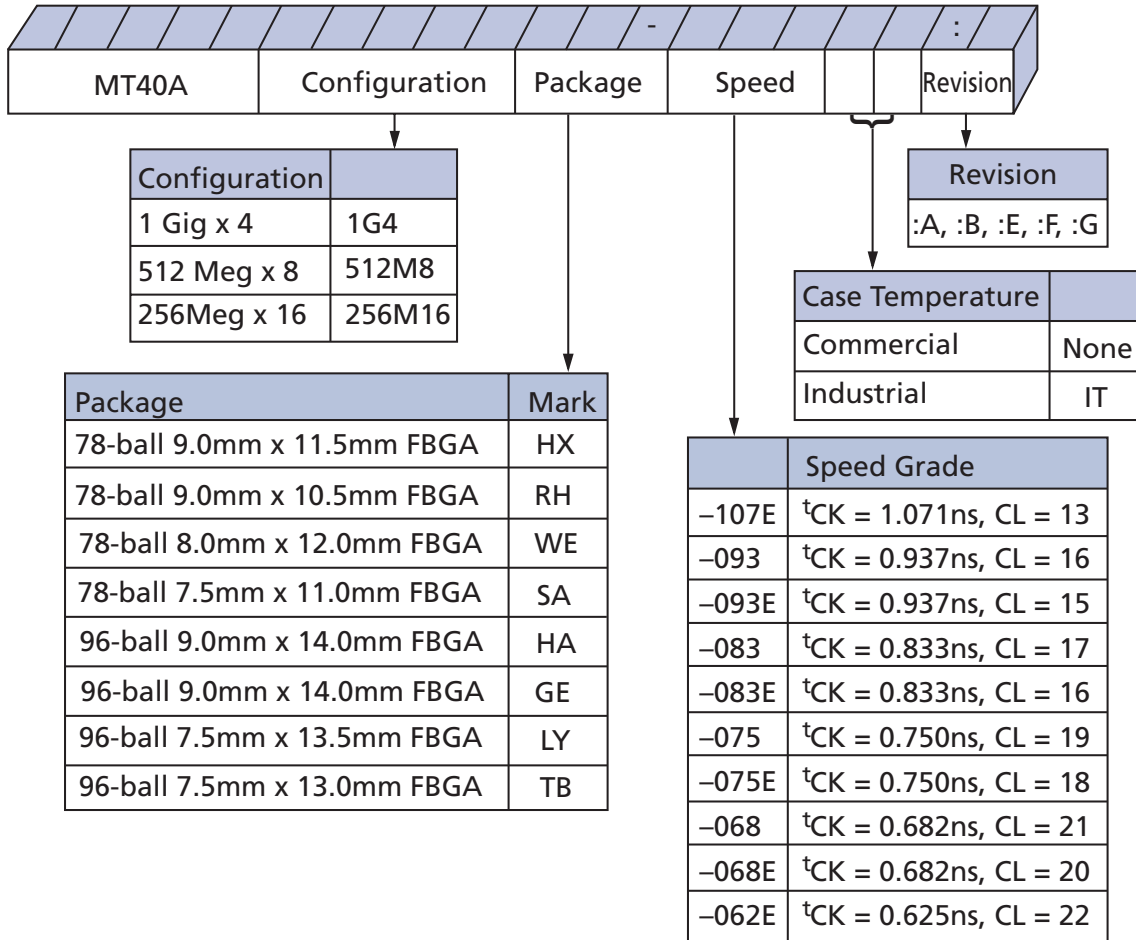 - :
MT40A Configuration Package Speed Revision
Configuration
1 Gig x 4 1G4
512 Meg x 8 512M8
256Meg x 16 256M16
Revision
:A, :B, :E, :F, :G
Case Temperature
Commercial None
Industrial IT
Package Mark
78-ball 9.0mm x 11.5mm FBGA HX
78-ball 9.0mm x 10.5mm FBGA RH
78-ball 8.0mm x 12.0mm FBGA WE
78-ball 7.5mm x 11.0mm FBGA SA
96-ball 9.0mm x 14.0mm FBGA HA
96-ball 9.0mm x 14.0mm FBGA GE
96-ball 7.5mm x 13.5mm FBGA LY
96-ball 7.5mm x 13.0mm FBGA TB
Speed Grade
–107E tCK = 1.071ns, CL = 13
–093 tCK = 0.937ns, CL = 16
–093E tCK = 0.937ns, CL = 15
–083 tCK = 0.833ns, CL = 17
–083E tCK = 0.833ns, CL = 16
–075 tCK = 0.750ns, CL = 19
–075E tCK = 0.750ns, CL = 18
–068 tCK = 0.682ns, CL = 21
–068E tCK = 0.682ns, CL = 20
–062E tCK = 0.625ns, CL = 22